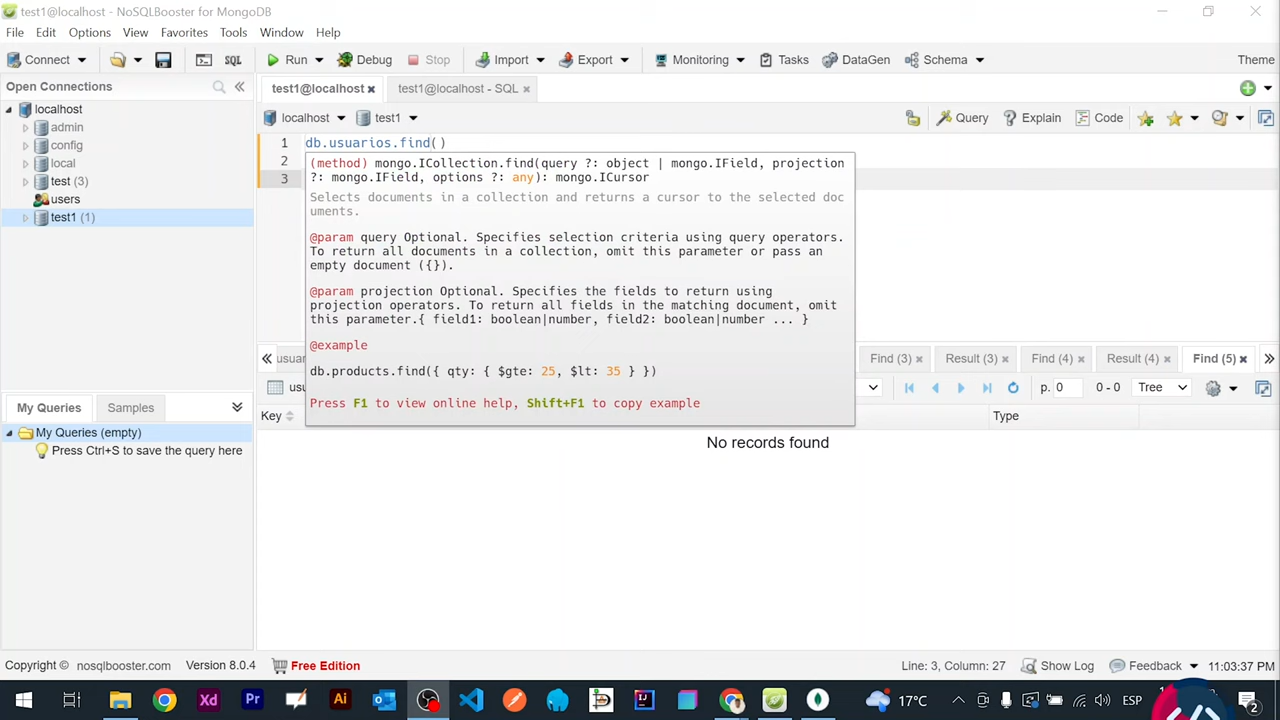 test1@localhost - NoSQLBooster for MongoDB
File Edit Options View Favorites Tools Window Help
Connect SQL Run Debug Stop Import Export Monitoring Tasks DataGen Schema Theme
Open Connections
test1@localhost test1@localhost - SQL
localhost
localhost test1 Query Explain Code
admin
config
local
test (3)
users
test1 (1)
1 db.usuarios.find()
2
3
(method) mongo.ICollection.find(query ?: object | mongo.IField, projection
?: mongo.IField, options ?: any): mongo.ICursor
Selects documents in a collection and returns a cursor to the selected doc
uments.
@param query Optional. Specifies selection criteria using query operators.
To return all documents in a collection, omit this parameter or pass an
empty document ({}).
@param projection Optional. Specifies the fields to return using
projection operators. To return all fields in the matching document, omit
this parameter.{ field1: boolean|number, field2: boolean|number ... }
@example
db.products.find({ qty: { $gte: 25, $lt: 35 } })
Press F1 to view online help, Shift+F1 to copy example
Find (3) Result (3) Find (4) Result (4) Find (5)
p. 0 0 - 0 Tree
Key Type
No records found
My Queries Samples
My Queries (empty)
Press Ctrl+S to save the query here
Copyright © nosqlbooster.com Version 8.0.4 Free Edition Line: 3, Column: 27 Show Log Feedback 11:03:37 PM
Xd Pr Ai 17°C ESP 2